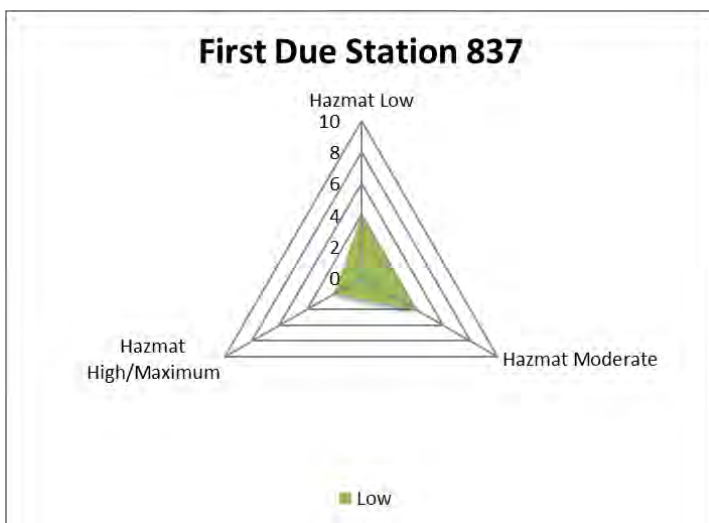 First Due Station 837
Hazmat Low
10
8
6
4
2
0
Hazmat
High/Maximum
Hazmat Moderate
Low